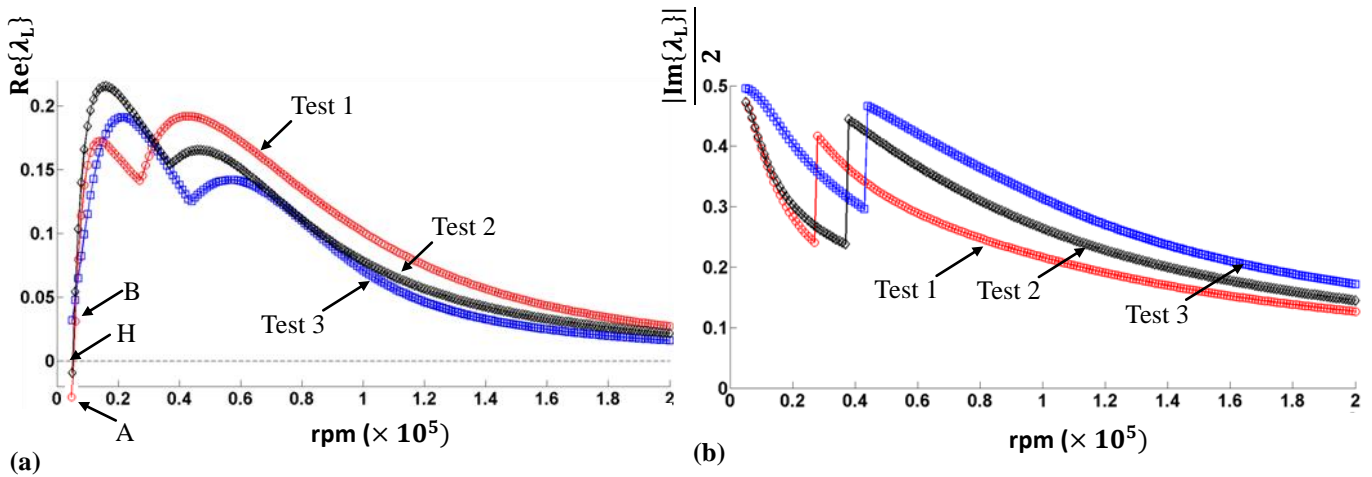 Re{λ_L}
0.2
0.15
0.1
0.05
0
Test 1
Test 2
Test 3
B
H
A
0 0.2 0.4 0.6 0.8 1 1.2 1.4 1.6 1.8 2
rpm (× 10⁵)
(a)
|Im{λ_L}|
2
0.5
0.4
0.3
0.2
0.1
0
Test 1
Test 2
Test 3
0 0.2 0.4 0.6 0.8 1 1.2 1.4 1.6 1.8 2
rpm (× 10⁵)
(b)